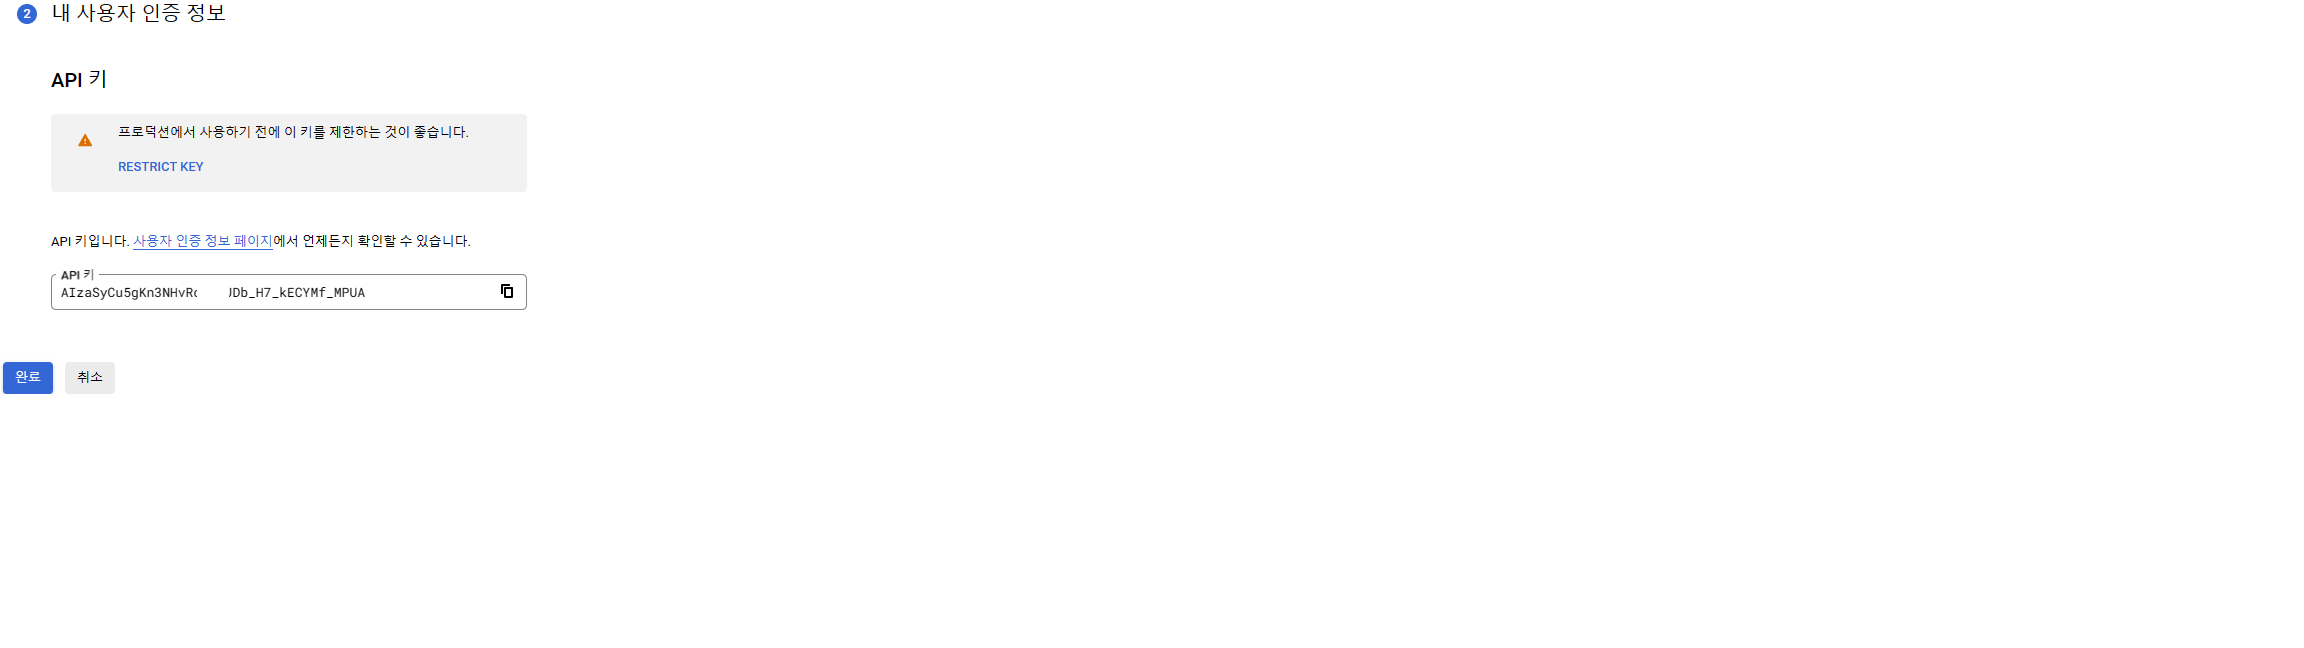 2 내 사용자 인증 정보
API 키
프로덕션에서 사용하기 전에 이 키를 제한하는 것이 좋습니다.
RESTRICT KEY
API 키입니다. 사용자 인증 정보 페이지에서 언제든지 확인할 수 있습니다.
API 키
AIzaSyCu5gKn3NHvR Db_H7_kECYMf_MPUA
완료 취소